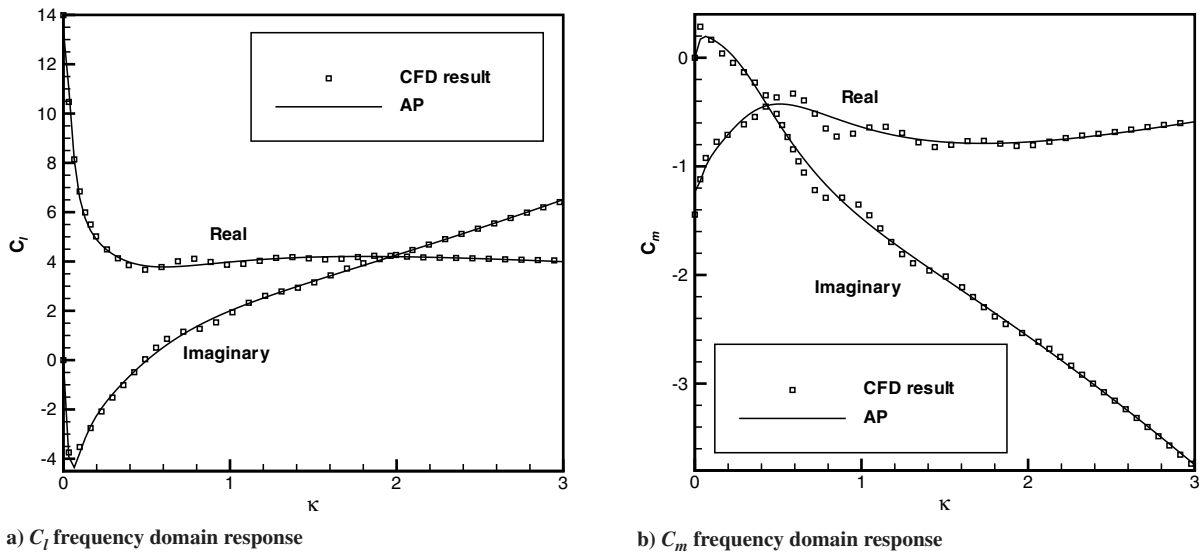 14
12
10
8
6
4
2
0
-2
-4
C_l
CFD result
AP
Real
Imaginary
0
1
2
3
κ
a) C_l frequency domain response
0
-1
-2
-3
C_m
Real
Imaginary
CFD result
AP
0
1
2
3
κ
b) C_m frequency domain response